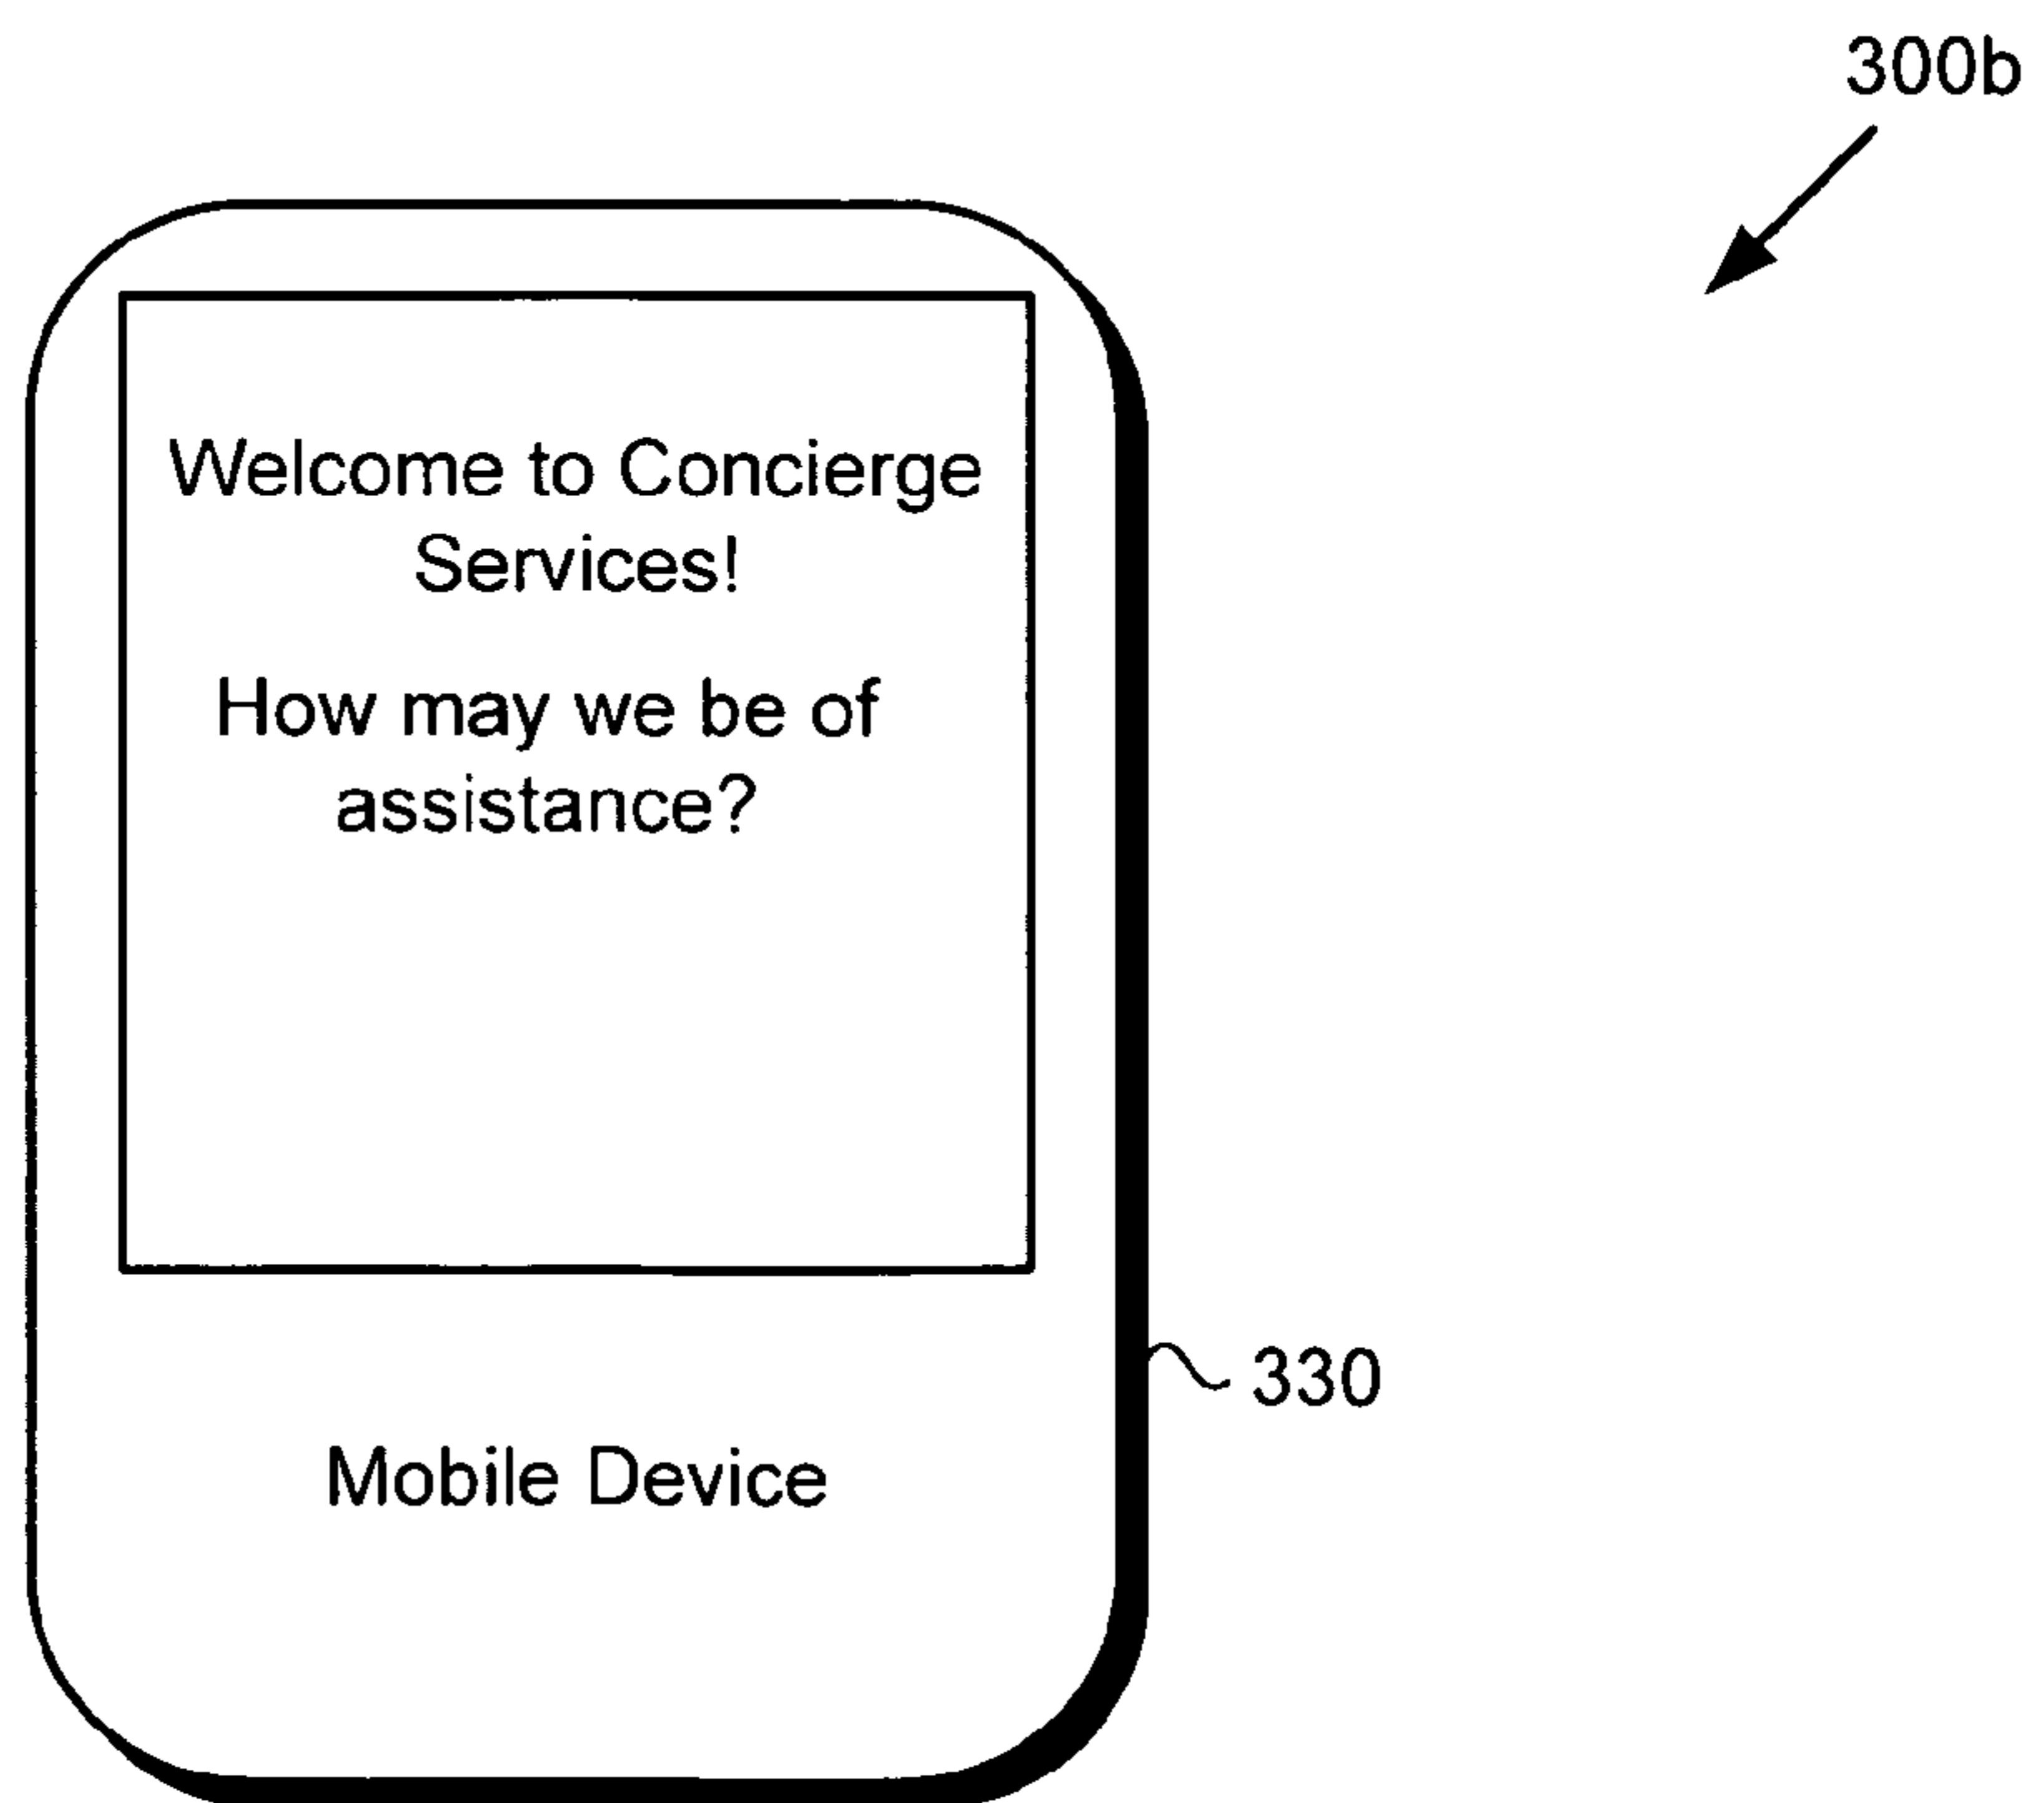 300b
Welcome to Concierge
Services!
How may we be of
assistance?
330
Mobile Device